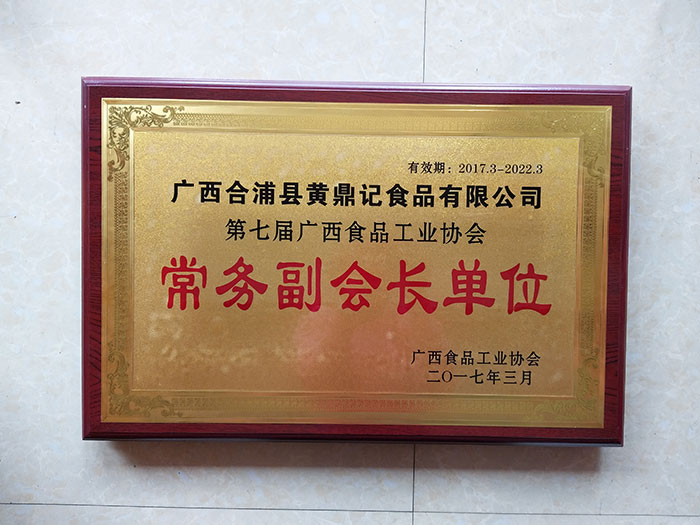 有效期：2017.3-2022.3
广西合浦县黄鼎记食品有限公司
第七届广西食品工业协会
常务副会长单位
广西食品工业协会
二〇一七年三月